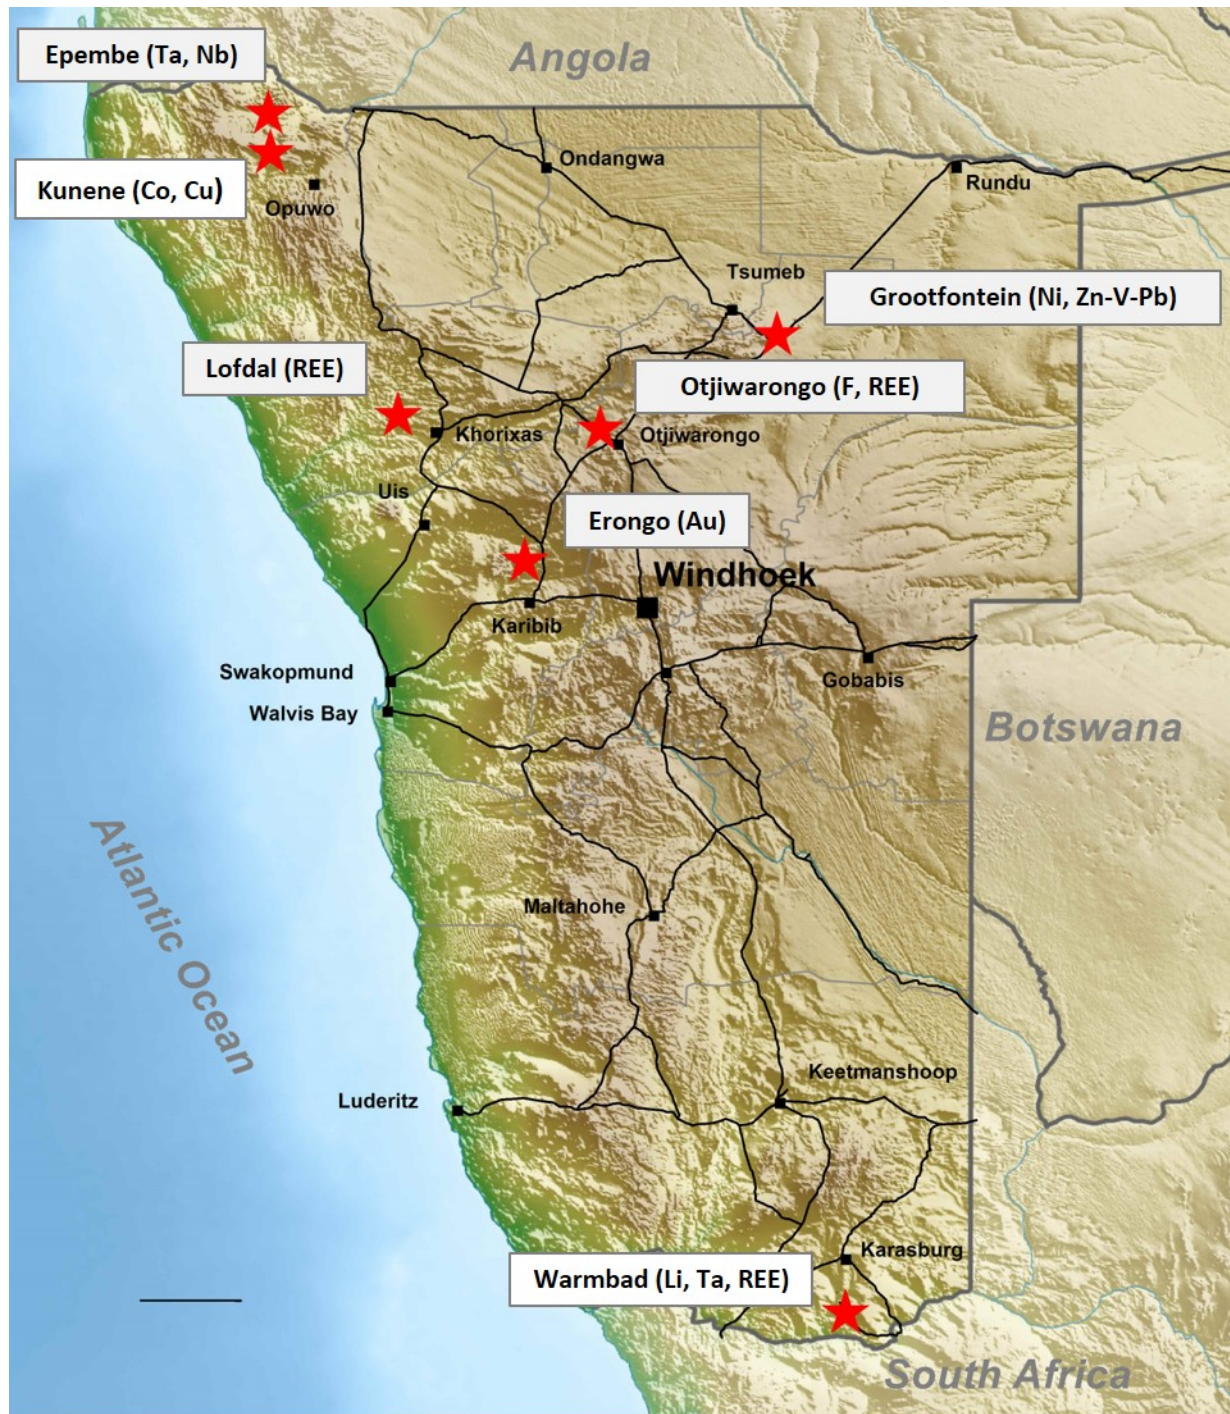 Epembe (Ta, Nb)
Angola
Ondangwa
Kunene (Co, Cu)
Rundu
Opuwo
Tsumeb
Grootfontein (Ni, Zn-V-Pb)
Lofdal (REE)
Otjiwarongo (F, REE)
Khorixas
Otjiwarongo
Uis
Erongo (Au)
Windhoek
Karibib
Swakopmund
Gobabis
Walvis Bay
Botswana
Atlantic Ocean
Maltahohe
Keetmanshoop
Luderitz
Karasburg
Warmbad (Li, Ta, REE)
South Africa